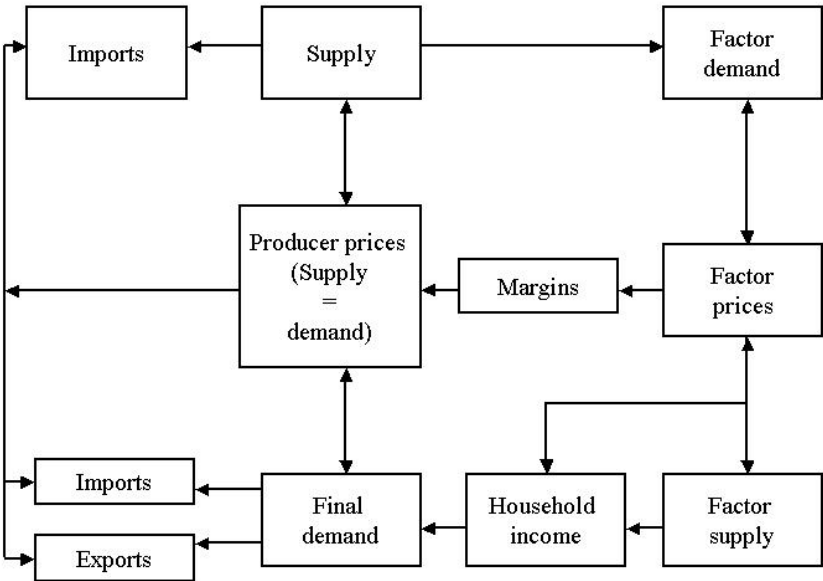 Imports
Supply
Factor
demand
Producer prices
(Supply
=
demand)
Margins
Factor
prices
Imports
Exports
Final
demand
Household
income
Factor
supply